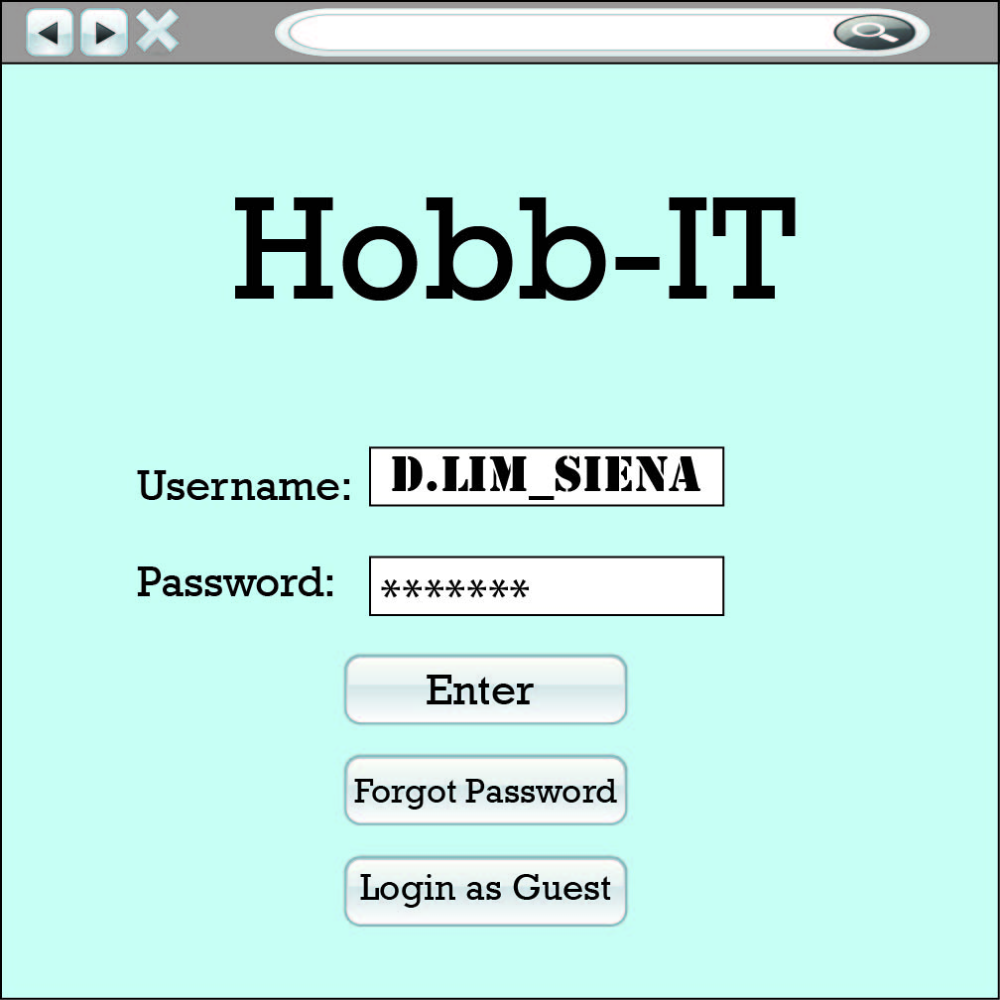 Hobb-IT
Username: D.LIM_SIENA
Password: *******
Enter
Forgot Password
Login as Guest